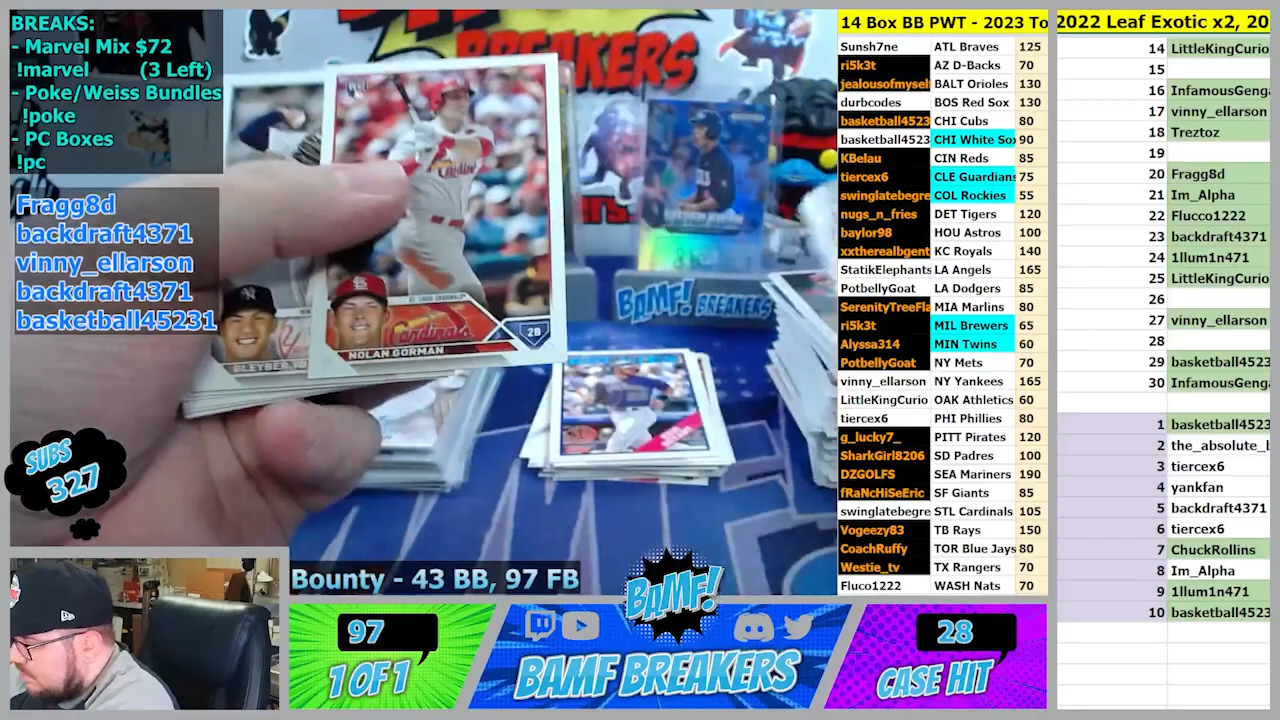 BREAKS:
- Marvel Mix $72
!marvel (3 Left)
- Poke/Weiss Bundles
!poke
- PC Boxes
!pc
Fragg8d
backdraft4371
vinny_ellarson
backdraft4371
basketball45231
SUBS
327
BREAKERS
Cardinals
NOLAN GORMAN
2B
BAMF! BREAKERS
Bounty - 43 BB, 97 FB
97
1 OF 1
BAMF!
BAMF BREAKERS
28
CASE HIT
14 Box BB PWT - 2023 To
Sunsh7ne ATL Braves 125
ri5k3t AZ D-Backs 70
jealousofmyself BALT Orioles 130
durbcodes BOS Red Sox 130
basketball4523 CHI Cubs 80
basketball4523 CHI White Sox 90
KBelau CIN Reds 85
tiercex6 CLE Guardians 75
swinglatebegre COL Rockies 55
nugs_n_fries DET Tigers 120
baylor98 HOU Astros 100
xxtherealbgent KC Royals 140
StatikElephants LA Angels 165
PotbellyGoat LA Dodgers 85
SerenityTreeFla MIA Marlins 80
ri5k3t MIL Brewers 65
Alyssa314 MIN Twins 60
PotbellyGoat NY Mets 70
vinny_ellarson NY Yankees 165
LittleKingCurio OAK Athletics 60
tiercex6 PHI Phillies 80
g_lucky7_ PITT Pirates 120
SharkGirl8206 SD Padres 100
DZGOLFS SEA Mariners 190
fRaNcHiSeEric SF Giants 85
swinglatebegre STL Cardinals 105
Vogeezy83 TB Rays 150
CoachRuffy TOR Blue Jays 80
Westie_tv TX Rangers 70
Fluco1222 WASH Nats 70
2022 Leaf Exotic x2, 20
14 LittleKingCurio
15
16 InfamousGenga
17 vinny_ellarson
18 Treztoz
19
20 Fragg8d
21 Im_Alpha
22 Flucco1222
23 backdraft4371
24 1llum1n471
25 LittleKingCurio
26
27 vinny_ellarson
28
29 basketball4523
30 InfamousGenga
1 basketball4523
2 the_absolute_b
3 tiercex6
4 yankfan
5 backdraft4371
6 tiercex6
7 ChuckRollins
8 Im_Alpha
9 1llum1n471
10 basketball4523